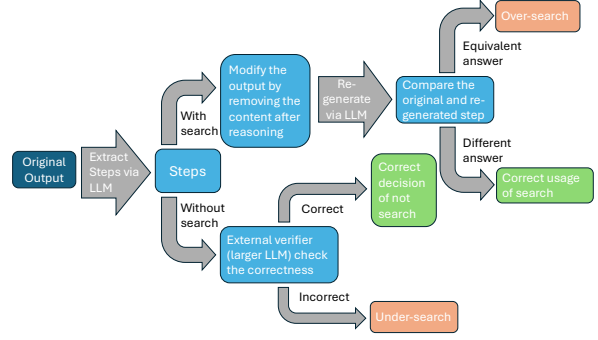 Original
Output
Extract
Steps via
LLM
Steps
With
search
Modify the
output by
removing the
content after
reasoning
Re-
generate
via LLM
Compare the
original and re-
generated step
Equivalent
answer
Over-search
Different
answer
Correct usage
of search
Without
search
External verifier
(larger LLM) check
the correctness
Correct
Correct
decision
of not
search
Incorrect
Under-search